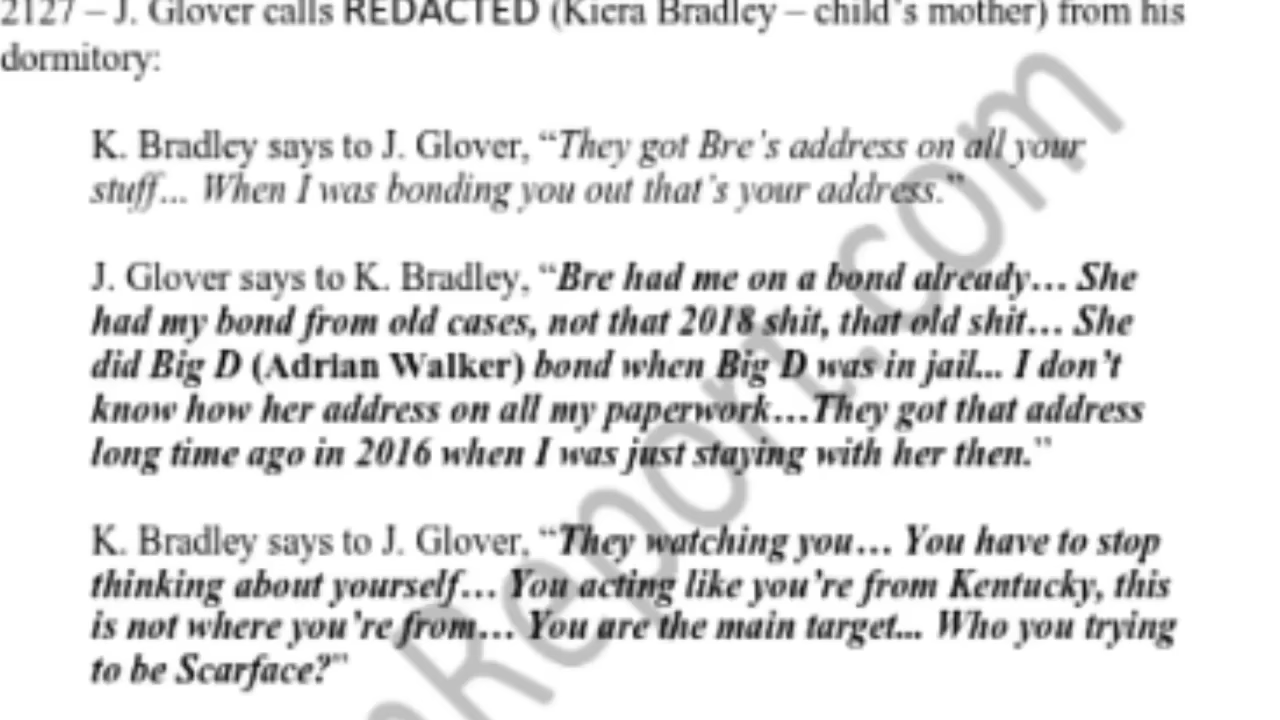 2127 – J. Glover calls REDACTED (Kiera Bradley – child's mother) from his
dormitory:
K. Bradley says to J. Glover, “They got Bre’s address on all your
stuff... When I was bonding you out that’s your address.”
J. Glover says to K. Bradley, “Bre had me on a bond already… She
had my bond from old cases, not that 2018 shit, that old shit… She
did Big D (Adrian Walker) bond when Big D was in jail... I don’t
know how her address on all my paperwork…They got that address
long time ago in 2016 when I was just staying with her then.”
K. Bradley says to J. Glover, “They watching you… You have to stop
thinking about yourself… You acting like you’re from Kentucky, this
is not where you’re from… You are the main target... Who you trying
to be Scarface?”
Report.com